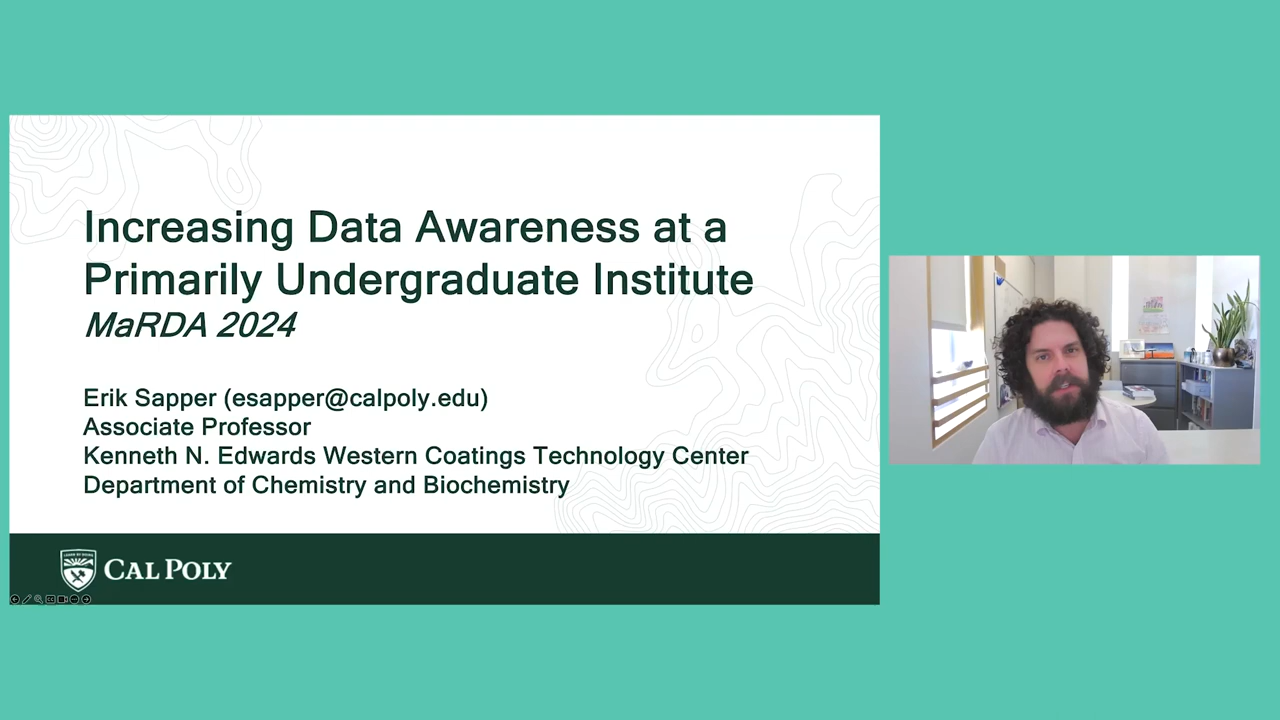 Increasing Data Awareness at a
Primarily Undergraduate Institute
MaRDA 2024
Erik Sapper (esapper@calpoly.edu)
Associate Professor
Kenneth N. Edwards Western Coatings Technology Center
Department of Chemistry and Biochemistry
CAL POLY